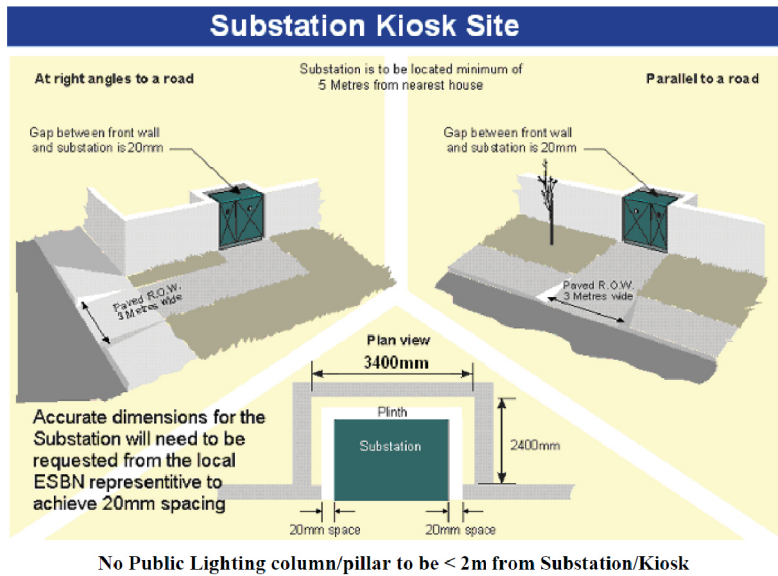 Substation Kiosk Site
At right angles to a road
Substation is to be located minimum of
5 Metres from nearest house
Parallel to a road
Gap between front wall
and substation is 20mm
Gap between front wall
and substation is 20mm
Paved R.O.W.
3 Metres wide
Paved R.O.W.
3 Metres wide
Plan view
3400mm
Plinth
Substation
2400mm
20mm space
20mm space
Accurate dimensions for the
Substation will need to be
requested from the local
ESBN representitive to
achieve 20mm spacing
No Public Lighting column/pillar to be < 2m from Substation/Kiosk